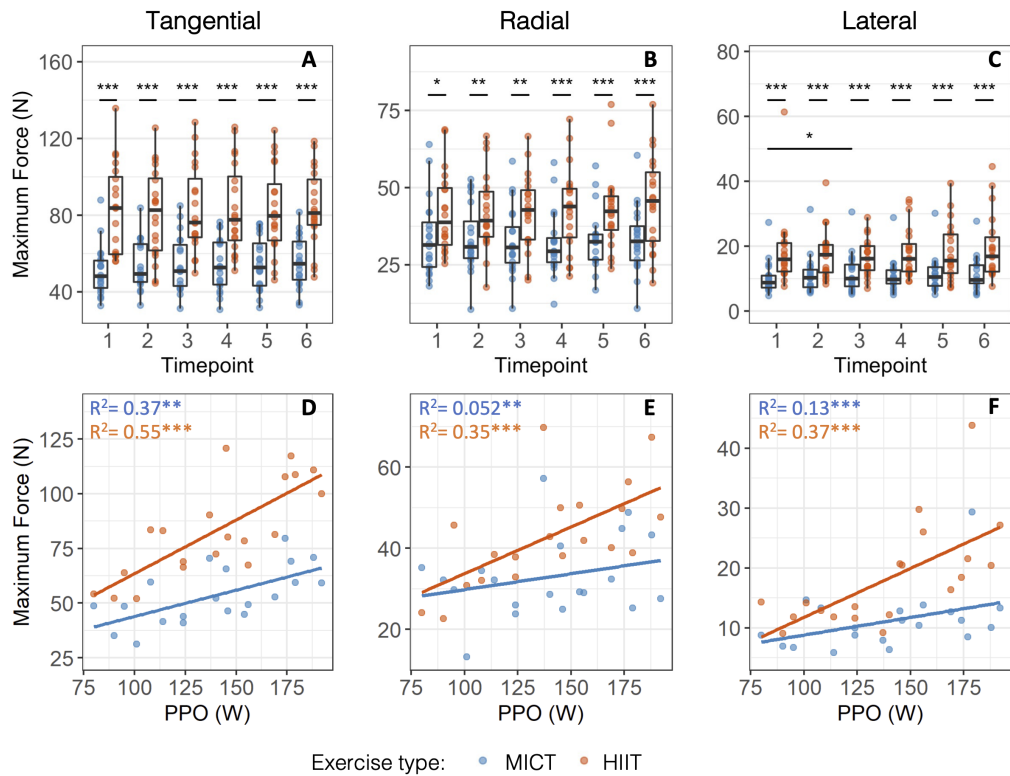 Tangential Radial Lateral
A B C
Maximum Force (N)
160
140
120
80
40
*** *** *** *** *** ***
1 2 3 4 5 6
Timepoint
75
50
25
* ** ** *** *** ***
1 2 3 4 5 6
Timepoint
80
60
40
20
0
*** *** *** *** *** ***
*
1 2 3 4 5 6
Timepoint
D
R²= 0.37**
R²= 0.55***
Maximum Force (N)
125
100
75
50
25
75 100 125 150 175
PPO (W)
E
R²= 0.052**
R²= 0.35***
60
40
20
75 100 125 150 175
PPO (W)
F
R²= 0.13***
R²= 0.37***
40
30
20
10
75 100 125 150 175
PPO (W)
Exercise type: MICT HIIT